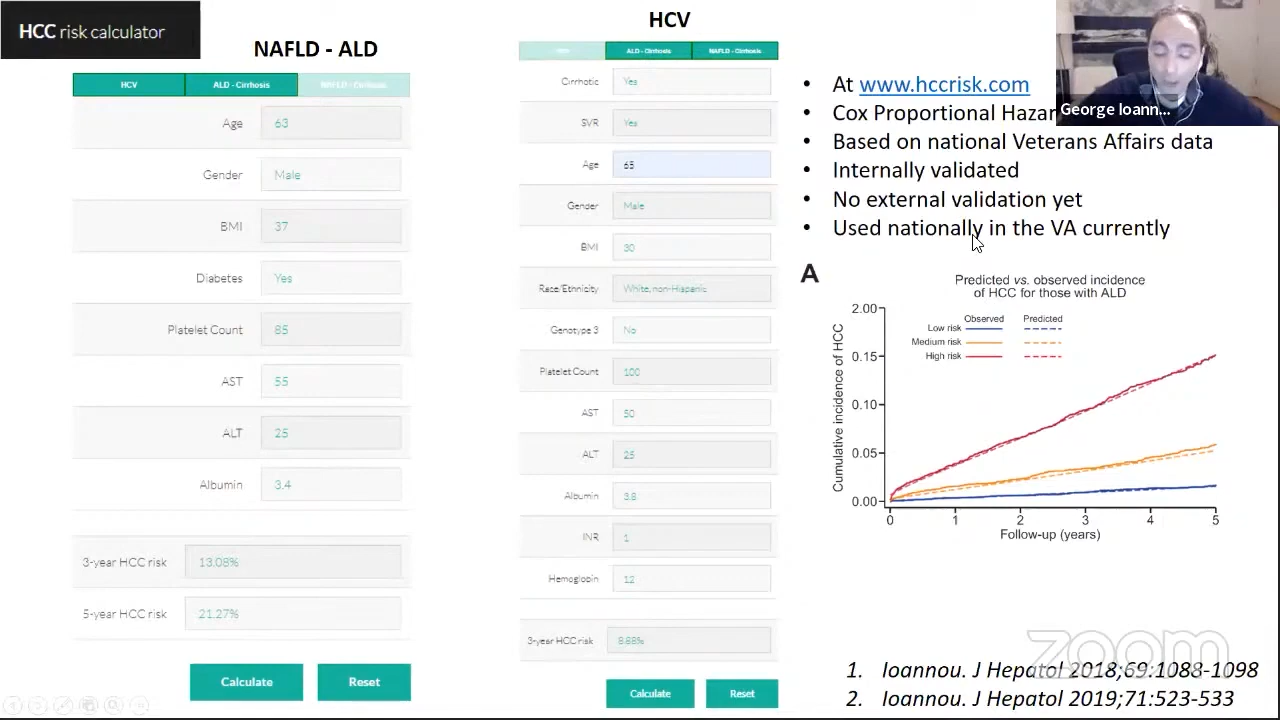 HCC risk calculator
NAFLD - ALD
HCV
ALD - Cirrhosis
NAFLD - Cirrhosis
Age 63
Gender Male
BMI 37
Diabetes Yes
Platelet Count 85
AST 55
ALT 25
Albumin 3.4
3-year HCC risk 13.08%
5-year HCC risk 21.27%
Calculate Reset
HCV
ALD - Cirrhosis NAFLD - Cirrhosis
Cirrhotic Yes
SVR Yes
Age 65
Gender Male
BMI 30
Race/Ethnicity White, non-Hispanic
Genotype 3 No
Platelet Count 100
AST 50
ALT 25
Albumin 3.8
INR 1
Hemoglobin 12
3-year HCC risk 8.88%
Calculate Reset
• At www.hccrisk.com
• Cox Proportional Hazar
• Based on national Veterans Affairs data
• Internally validated
• No external validation yet
• Used nationally in the VA currently
George Ioann...
A
Predicted vs. observed incidence
of HCC for those with ALD
Observed Predicted
Low risk
Medium risk
High risk
Cumulative incidence of HCC
2.00
0.15
0.10
0.05
0.00
0 1 2 3 4 5
Follow-up (years)
zoom
1. Ioannou. J Hepatol 2018;69:1088-1098
2. Ioannou. J Hepatol 2019;71:523-533